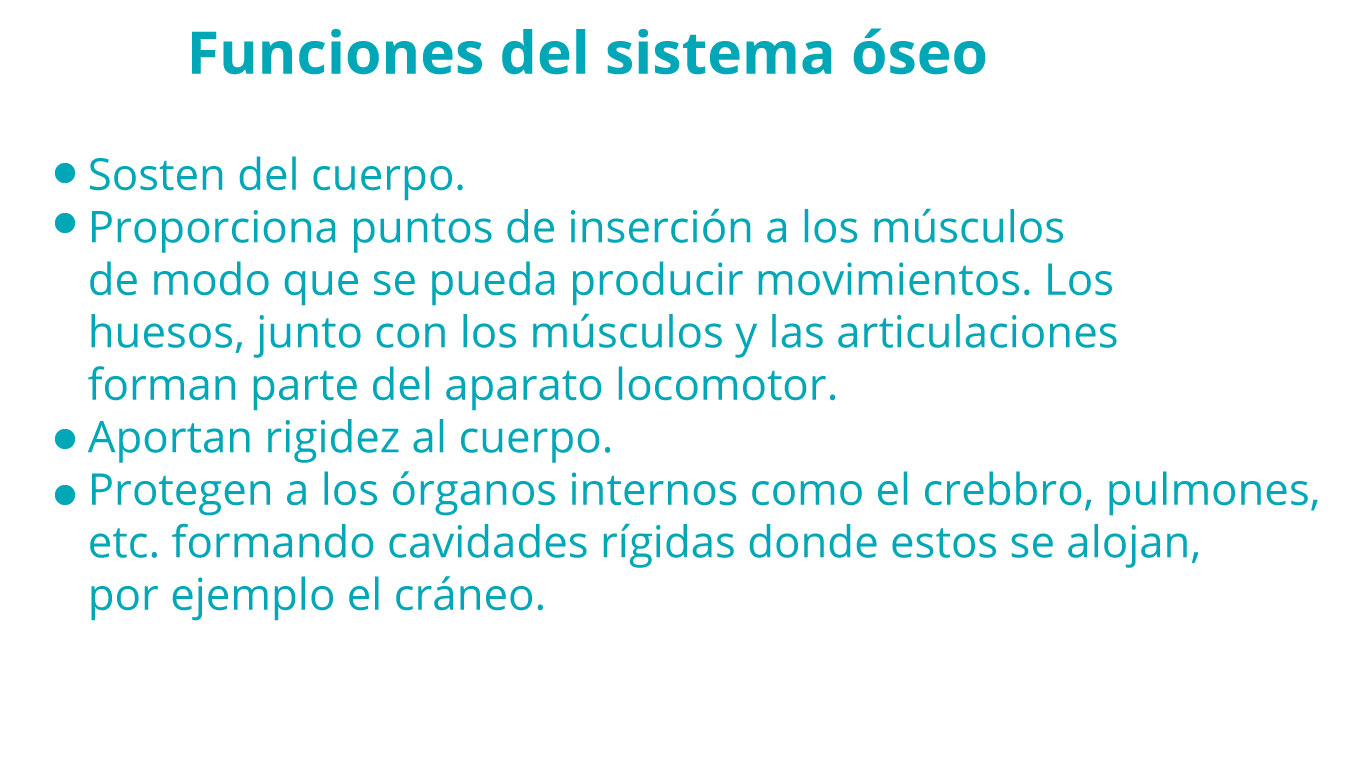 Funciones del sistema óseo
• Sosten del cuerpo.
• Proporciona puntos de inserción a los músculos
de modo que se pueda producir movimientos. Los
huesos, junto con los músculos y las articulaciones
forman parte del aparato locomotor.
• Aportan rigidez al cuerpo.
• Protegen a los órganos internos como el crebbro, pulmones,
etc. formando cavidades rígidas donde estos se alojan,
por ejemplo el cráneo.